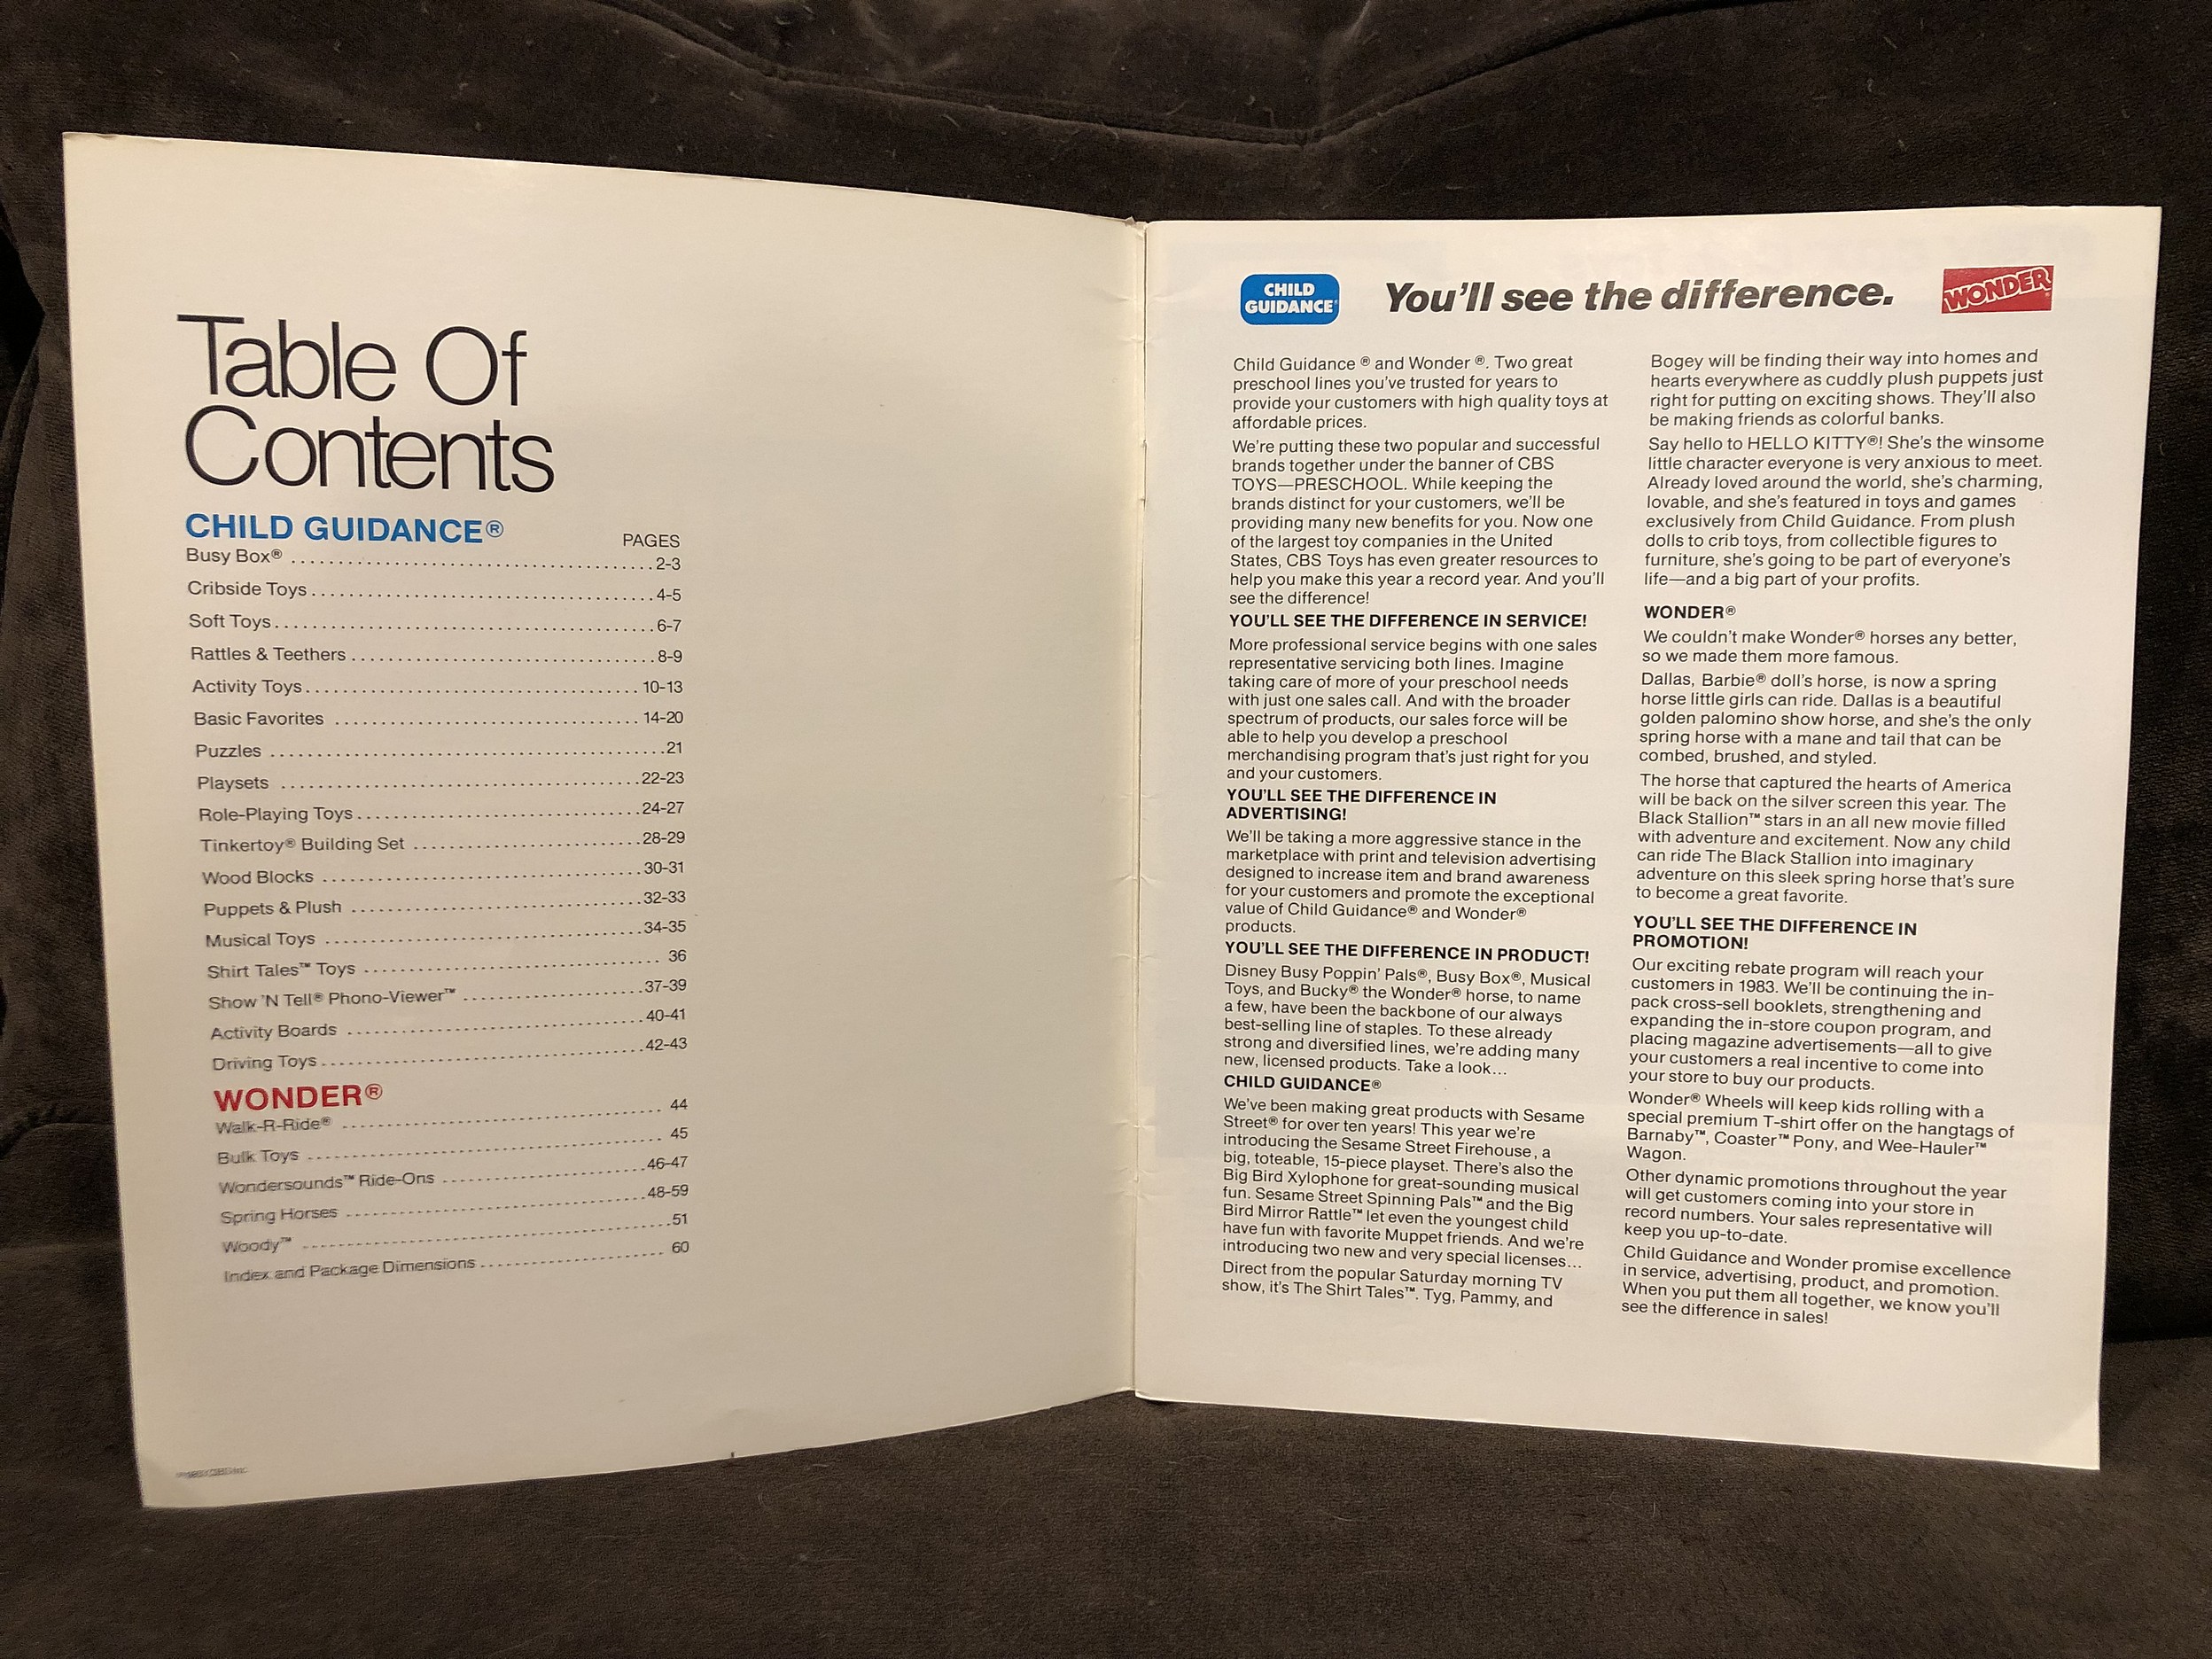 Table Of
Contents
CHILD GUIDANCE®
PAGES
Busy Box® ........ 2-3
Cribside Toys ........ 4-5
Soft Toys ........ 6-7
Rattles & Teethers ........ 8-9
Activity Toys ........ 10-13
Basic Favorites ........ 14-20
Puzzles ........ 21
Playsets ........ 22-23
Role-Playing Toys ........ 24-27
Tinkertoy® Building Set ........ 28-29
Wood Blocks ........ 30-31
Puppets & Plush ........ 32-33
Musical Toys ........ 34-35
Shirt Tales™ Toys ........ 36
Show 'N Tell® Phono-Viewer™ ........ 37-39
Activity Boards ........ 40-41
Driving Toys ........ 42-43
WONDER®
Walk-R-Ride® ........ 44
Bulk Toys ........ 45
Wondersounds™ Ride-Ons ........ 46-47
Spring Horses ........ 48-59
Woody™ ........ 51
Index and Package Dimensions ........ 60
CHILD
GUIDANCE®
You'll see the difference.
WONDER®
Child Guidance ® and Wonder ®. Two great
preschool lines you've trusted for years to
provide your customers with high quality toys at
affordable prices.
We're putting these two popular and successful
brands together under the banner of CBS
TOYS—PRESCHOOL. While keeping the
brands distinct for your customers, we'll be
providing many new benefits for you. Now one
of the largest toy companies in the United
States, CBS Toys has even greater resources to
help you make this year a record year. And you'll
see the difference!
YOU'LL SEE THE DIFFERENCE IN SERVICE!
More professional service begins with one sales
representative servicing both lines. Imagine
taking care of more of your preschool needs
with just one sales call. And with the broader
spectrum of products, our sales force will be
able to help you develop a preschool
merchandising program that's just right for you
and your customers.
YOU'LL SEE THE DIFFERENCE IN
ADVERTISING!
We'll be taking a more aggressive stance in the
marketplace with print and television advertising
designed to increase item and brand awareness
for your customers and promote the exceptional
value of Child Guidance® and Wonder®
products.
YOU'LL SEE THE DIFFERENCE IN PRODUCT!
Disney Busy Poppin' Pals®, Busy Box®, Musical
Toys, and Bucky® the Wonder® horse, to name
a few, have been the backbone of our always
best-selling line of staples. To these already
strong and diversified lines, we're adding many
new, licensed products. Take a look...
CHILD GUIDANCE®
We've been making great products with Sesame
Street® for over ten years! This year we're
introducing the Sesame Street Firehouse, a
big, toteable, 15-piece playset. There's also the
Big Bird Xylophone for great-sounding musical
fun. Sesame Street Spinning Pals™ and the Big
Bird Mirror Rattle™ let even the youngest child
have fun with favorite Muppet friends. And we're
introducing two new and very special licenses...
Direct from the popular Saturday morning TV
show, it's The Shirt Tales™. Tyg, Pammy, and
Bogey will be finding their way into homes and
hearts everywhere as cuddly plush puppets just
right for putting on exciting shows. They'll also
be making friends as colorful banks.
Say hello to HELLO KITTY®! She's the winsome
little character everyone is very anxious to meet.
Already loved around the world, she's charming,
lovable, and she's featured in toys and games
exclusively from Child Guidance. From plush
dolls to crib toys, from collectible figures to
furniture, she's going to be part of everyone's
life—and a big part of your profits.
WONDER®
We couldn't make Wonder® horses any better,
so we made them more famous.
Dallas, Barbie® doll's horse, is now a spring
horse little girls can ride. Dallas is a beautiful
golden palomino show horse, and she's the only
spring horse with a mane and tail that can be
combed, brushed, and styled.
The horse that captured the hearts of America
will be back on the silver screen this year. The
Black Stallion™ stars in an all new movie filled
with adventure and excitement. Now any child
can ride The Black Stallion into imaginary
adventure on this sleek spring horse that's sure
to become a great favorite.
YOU'LL SEE THE DIFFERENCE IN
PROMOTION!
Our exciting rebate program will reach your
customers in 1983. We'll be continuing the in-
pack cross-sell booklets, strengthening and
expanding the in-store coupon program, and
placing magazine advertisements—all to give
your customers a real incentive to come into
your store to buy our products.
Wonder® Wheels will keep kids rolling with a
special premium T-shirt offer on the hangtags of
Barnaby™, Coaster™ Pony, and Wee-Hauler™
Wagon.
Other dynamic promotions throughout the year
will get customers coming into your store in
record numbers. Your sales representative will
keep you up-to-date.
Child Guidance and Wonder promise excellence
in service, advertising, product, and promotion.
When you put them all together, we know you'll
see the difference in sales!